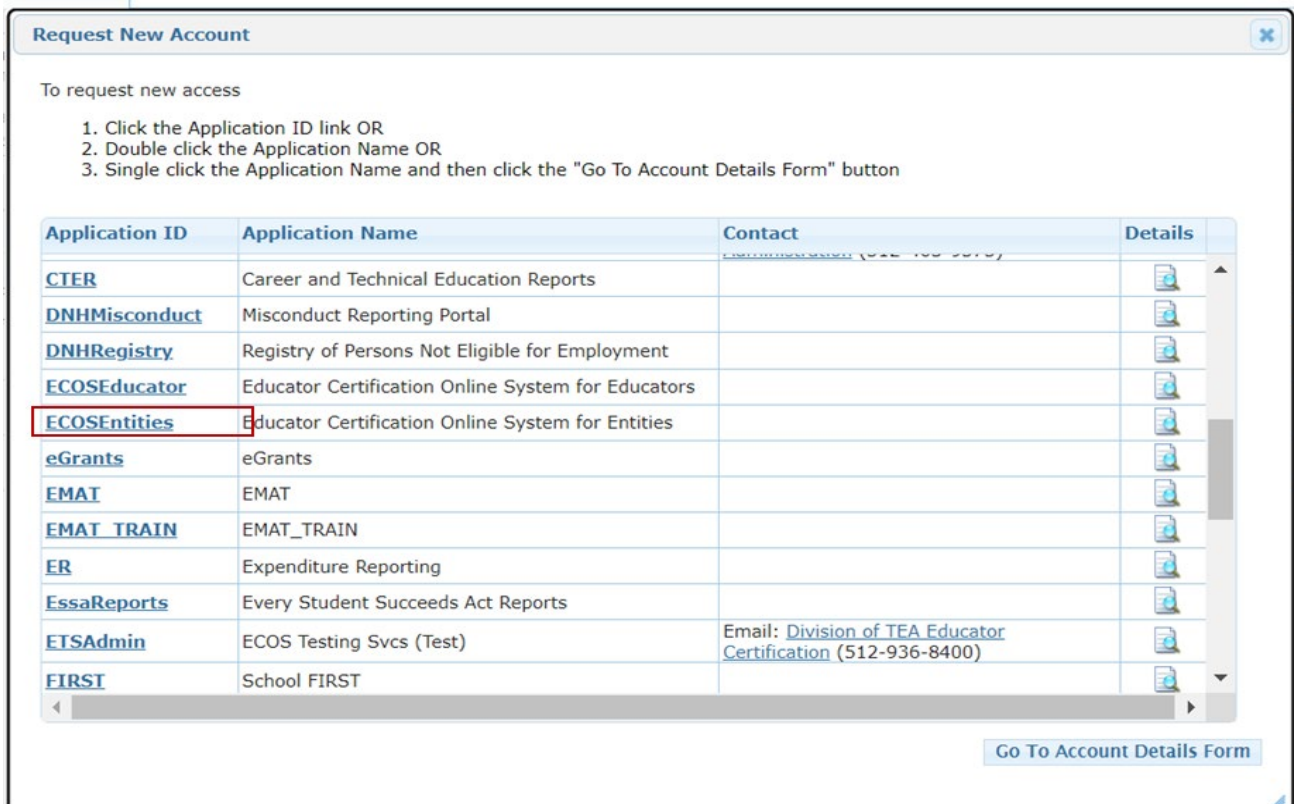 Request New Account
To request new access
1. Click the Application ID link OR
2. Double click the Application Name OR
3. Single click the Application Name and then click the "Go To Account Details Form" button
Application ID Application Name Contact Details
CTER Career and Technical Education Reports
DNHMisconduct Misconduct Reporting Portal
DNHRegistry Registry of Persons Not Eligible for Employment
ECOSEducator Educator Certification Online System for Educators
ECOSEntities Educator Certification Online System for Entities
eGrants eGrants
EMAT EMAT
EMAT_TRAIN EMAT_TRAIN
ER Expenditure Reporting
EssaReports Every Student Succeeds Act Reports
ETSAdmin ECOS Testing Svcs (Test) Email: Division of TEA Educator
Certification (512-936-8400)
FIRST School FIRST
Go To Account Details Form